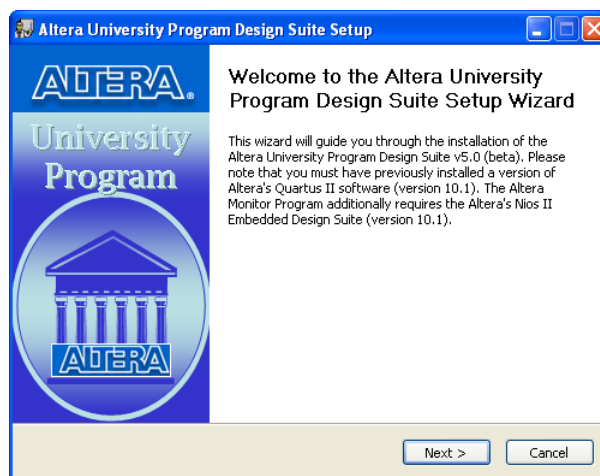 Altera University Program Design Suite Setup
ALTERA.
University
Program
ALTERA
Welcome to the Altera University
Program Design Suite Setup Wizard
This wizard will guide you through the installation of the
Altera University Program Design Suite v5.0 (beta). Please
note that you must have previously installed a version of
Altera's Quartus II software (version 10.1). The Altera
Monitor Program additionally requires the Altera's Nios II
Embedded Design Suite (version 10.1).
Next >
Cancel